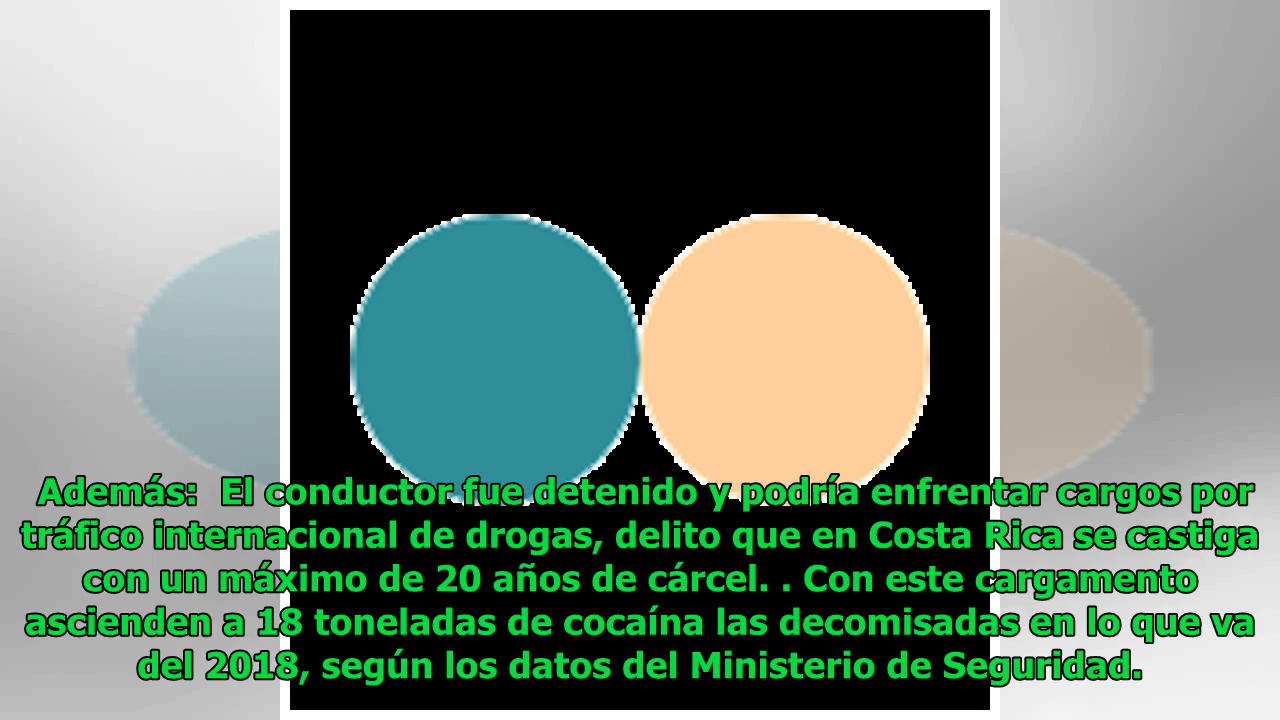 Además:  El conductor fue detenido y podría enfrentar cargos por
tráfico internacional de drogas, delito que en Costa Rica se castiga
con un máximo de 20 años de cárcel. . Con este cargamento
ascienden a 18 toneladas de cocaína las decomisadas en lo que va
del 2018, según los datos del Ministerio de Seguridad.